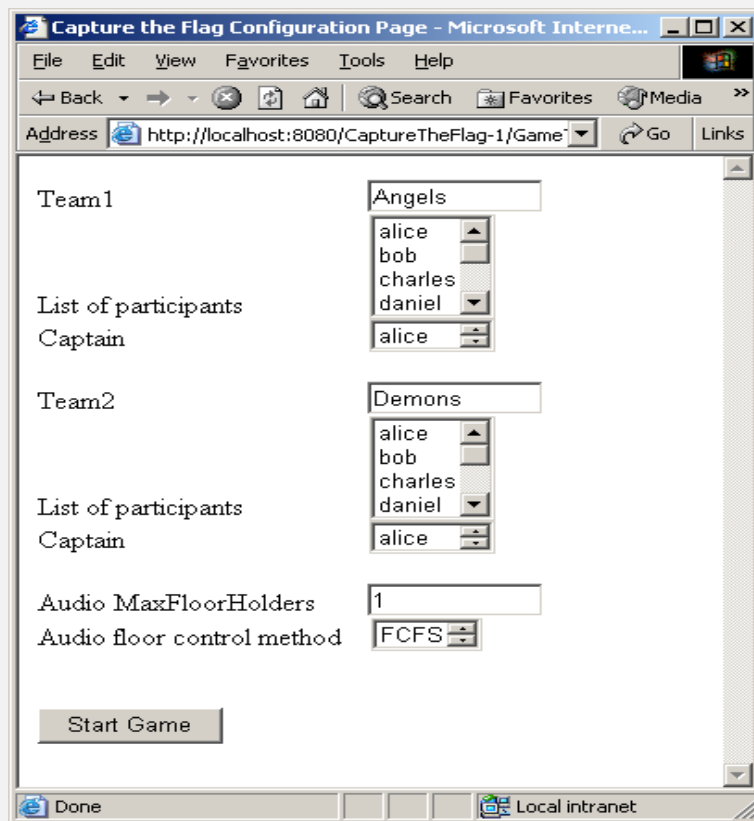 Capture the Flag Configuration Page - Microsoft Interne...
File Edit View Favorites Tools Help
Back Search Favorites Media »
Address http://localhost:8080/CaptureTheFlag-1/Game Go Links
Team1 Angels
alice
bob
charles
List of participants daniel
Captain alice
Team2 Demons
alice
bob
charles
List of participants daniel
Captain alice
Audio MaxFloorHolders 1
Audio floor control method FCFS
Start Game
Done Local intranet